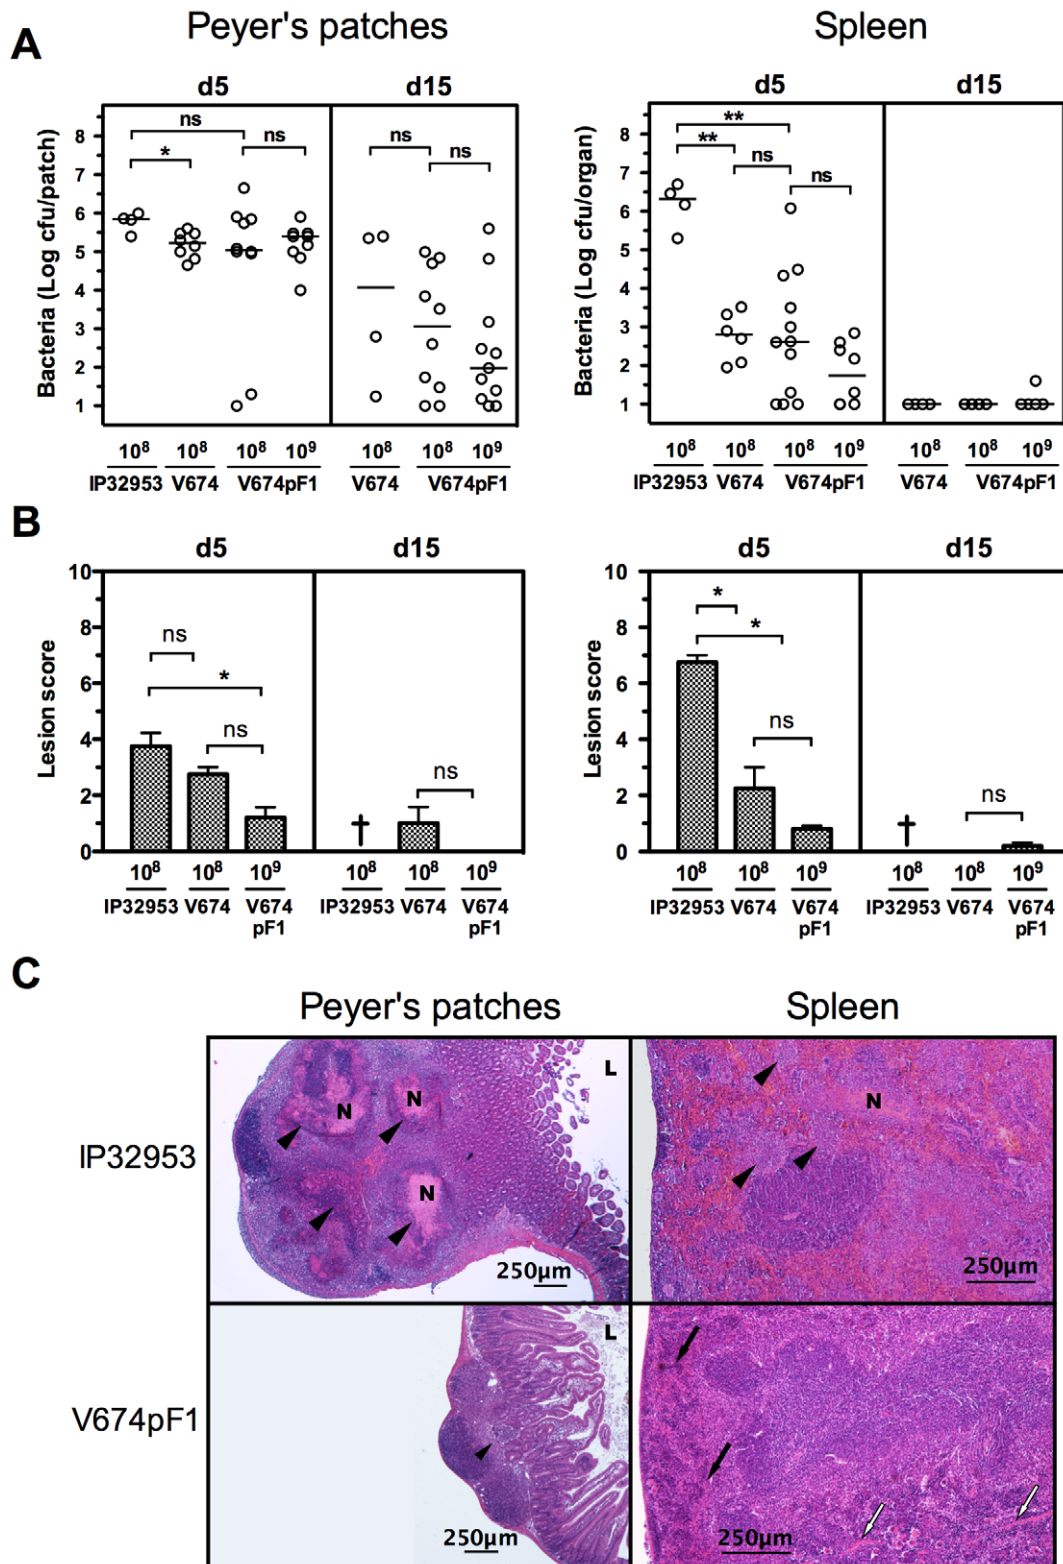 A
Peyer's patches
Spleen
d5 d15
Bacteria (Log cfu/patch)
8
7
6
5
4
3
2
1
ns
* ns
ns
ns
10⁸ 10⁸ 10⁸ 10⁹ 10⁸ 10⁸ 10⁹
IP32953 V674 V674pF1 V674 V674pF1
d5 d15
Bacteria (Log cfu/organ)
8
7
6
5
4
3
2
1
**
**
ns
ns
10⁸ 10⁸ 10⁸ 10⁹ 10⁸ 10⁸ 10⁹
IP32953 V674 V674pF1 V674 V674pF1
B
d5 d15
Lesion score
10
8
6
4
2
0
ns
*
ns
ns
†
10⁸ 10⁸ 10⁹ 10⁸ 10⁸ 10⁹
IP32953 V674 V674 IP32953 V674 V674
pF1 pF1
d5 d15
Lesion score
10
8
6
4
2
0
*
*
ns
ns
†
10⁸ 10⁸ 10⁹ 10⁸ 10⁸ 10⁹
IP32953 V674 V674 IP32953 V674 V674
pF1 pF1
C
Peyer's patches
Spleen
IP32953
L
N N
N
250µm
N
250µm
V674pF1
L
250µm
250µm